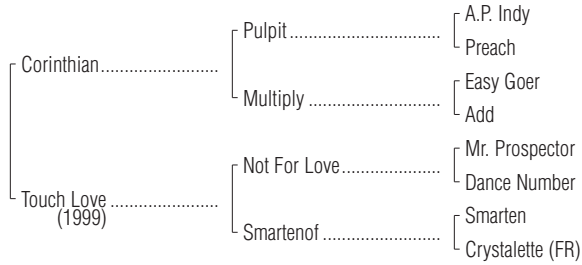 A.P. Indy
Pulpit
Preach
Corinthian
Easy Goer
Multiply
Add
Mr. Prospector
Not For Love
Dance Number
Touch Love
(1999)
Smarten
Smartenof
Crystalette (FR)